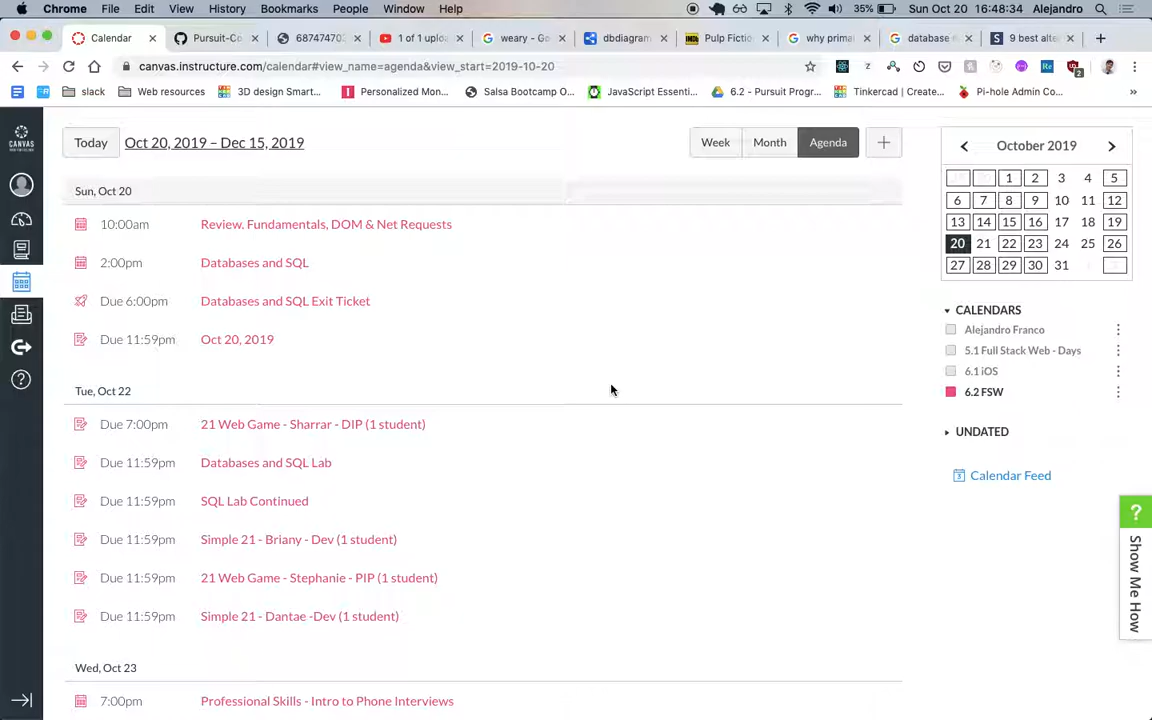 Chrome File Edit View History Bookmarks People Window Help 35% Sun Oct 20 16:48:34 Alejandro
Calendar Pursuit-Co 687474703 1 of 1 uploa weary - Go dbdiagram Pulp Fictio why prima database 9 best alte
canvas.instructure.com/calendar#view_name=agenda&view_start=2019-10-20
slack Web resources 3D design Smart... Personalized Mon... Salsa Bootcamp O... JavaScript Essenti... 6.2 - Pursuit Progr... Tinkercad | Create... Pi-hole Admin Co... »
CANVAS
Today Oct 20, 2019 – Dec 15, 2019 Week Month Agenda +
October 2019
1 2 3 4 5
6 7 8 9 10 11 12
13 14 15 16 17 18 19
20 21 22 23 24 25 26
27 28 29 30 31
Sun, Oct 20
10:00am Review. Fundamentals, DOM & Net Requests
2:00pm Databases and SQL
Due 6:00pm Databases and SQL Exit Ticket
Due 11:59pm Oct 20, 2019
Tue, Oct 22
Due 7:00pm 21 Web Game - Sharrar - DIP (1 student)
Due 11:59pm Databases and SQL Lab
Due 11:59pm SQL Lab Continued
Due 11:59pm Simple 21 - Briany - Dev (1 student)
Due 11:59pm 21 Web Game - Stephanie - PIP (1 student)
Due 11:59pm Simple 21 - Dantae -Dev (1 student)
Wed, Oct 23
7:00pm Professional Skills - Intro to Phone Interviews
CALENDARS
Alejandro Franco
5.1 Full Stack Web - Days
6.1 iOS
6.2 FSW
UNDATED
Calendar Feed
? Show Me How